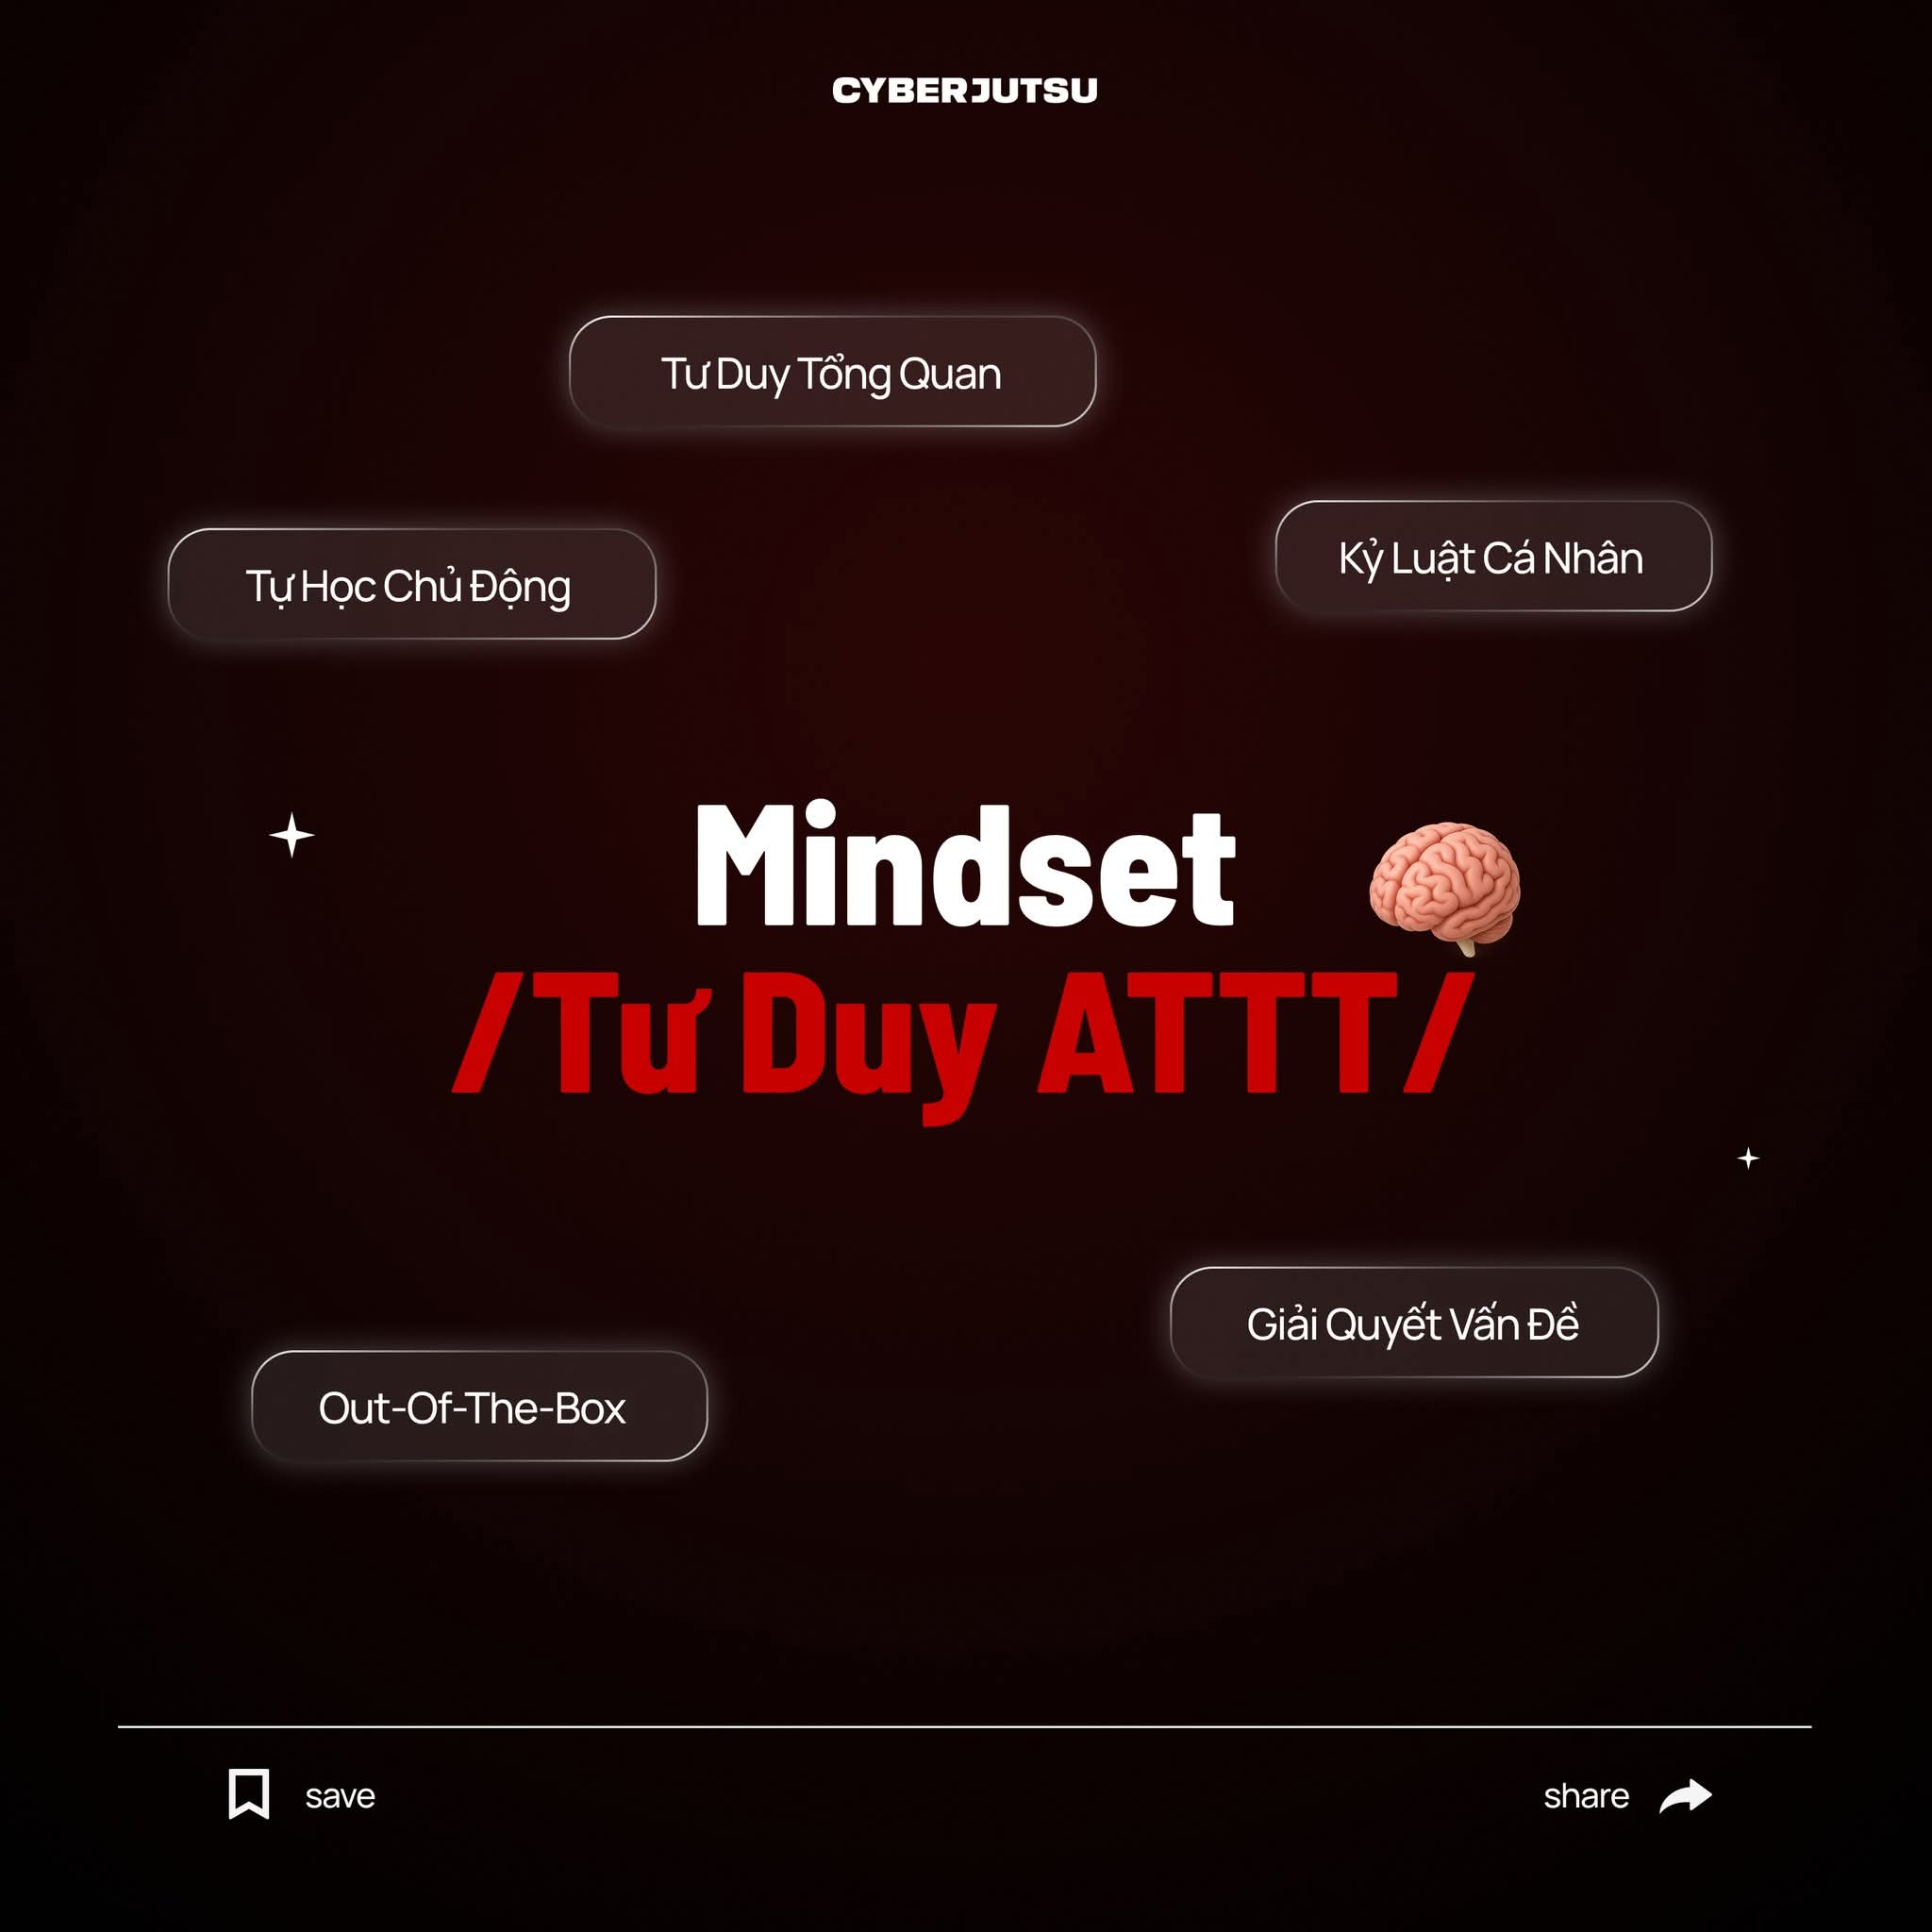 CYBERJUTSU
Tư Duy Tổng Quan
Kỷ Luật Cá Nhân
Tự Học Chủ Động
Mindset
/Tư Duy ATTT/
Giải Quyết Vấn Đề
Out-Of-The-Box
save
share